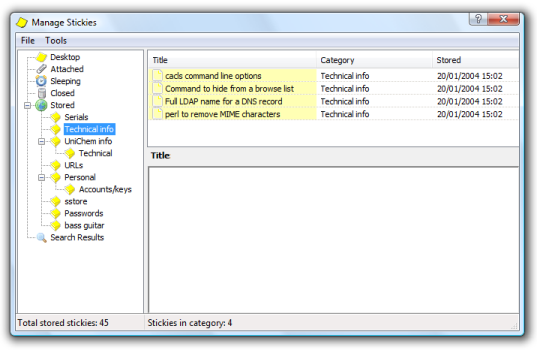 Manage Stickies
File Tools
Desktop
Attached
Sleeping
Closed
Stored
Serials
Technical info
UniChem info
Technical
URLs
Personal
Accounts/keys
sstore
Passwords
bass guitar
Search Results
Title Category Stored
cacls command line options Technical info 20/01/2004 15:02
Command to hide from a browse list Technical info 20/01/2004 15:02
Full LDAP name for a DNS record Technical info 20/01/2004 15:02
perl to remove MIME characters Technical info 20/01/2004 15:02
Title
Total stored stickies: 45 Stickies in category: 4